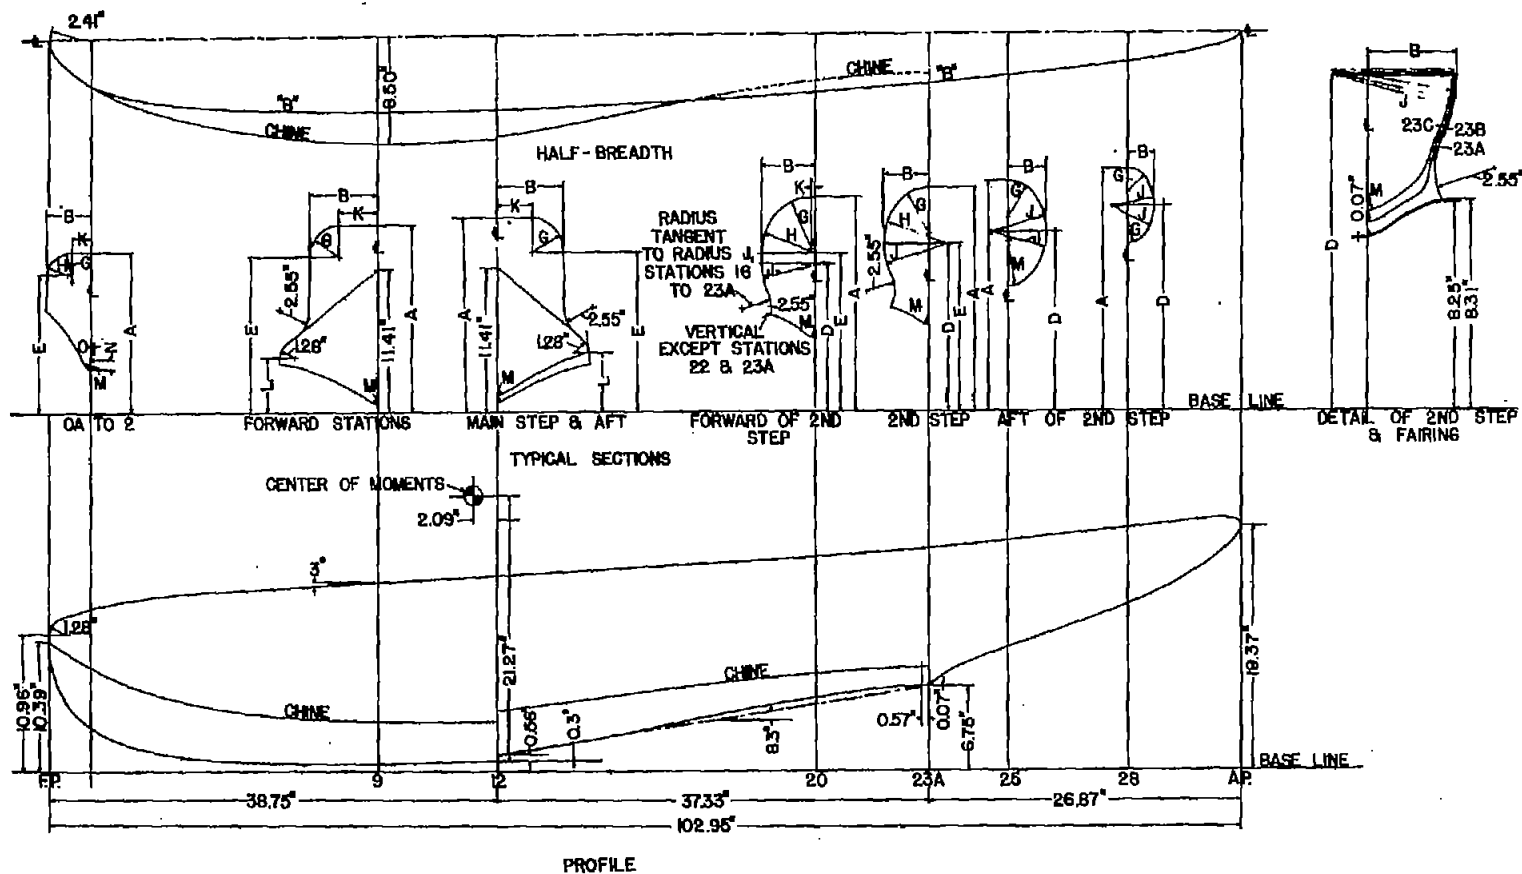 2.41"
CHINE
"B"
"B"
CHINE
8.50"
HALF-BREADTH
B
K
H
G
E
A
O
N
M
B
K
G
2.55"
E
1.28"
11.41"
A
L
M
B
K
G
A
11.41"
1.28"
2.55"
E
M
L
RADIUS
TANGENT
TO RADIUS J,
STATIONS 16
TO 23A
VERTICAL
EXCEPT STATIONS
22 & 23A
B
K
G
H
J
2.55"
M
D
E
A
B
G
H
J
2.55"
M
D
E
A
B
G
J
J
M
A
D
B
G
J
J
G
A
D
B
J
23C
23B
23A
2.55"
M
0.07"
D
8.25"
8.31"
BASE LINE
OA TO 2
FORWARD STATIONS
MAIN STEP & AFT
FORWARD OF 2ND
STEP
2ND STEP
AFT OF 2ND STEP
DETAIL OF 2ND STEP
& FAIRING
TYPICAL SECTIONS
CENTER OF MOMENTS
2.09"
3°
1.28"
10.96"
10.39"
CHINE
CHINE
21.27"
0.56"
0.3°
8.3°
0.57"
0.07"
6.75"
19.37"
BASE LINE
F.P.
9
12
20
23A
25
28
A.P.
38.75"
37.33"
26.87"
102.95"
PROFILE